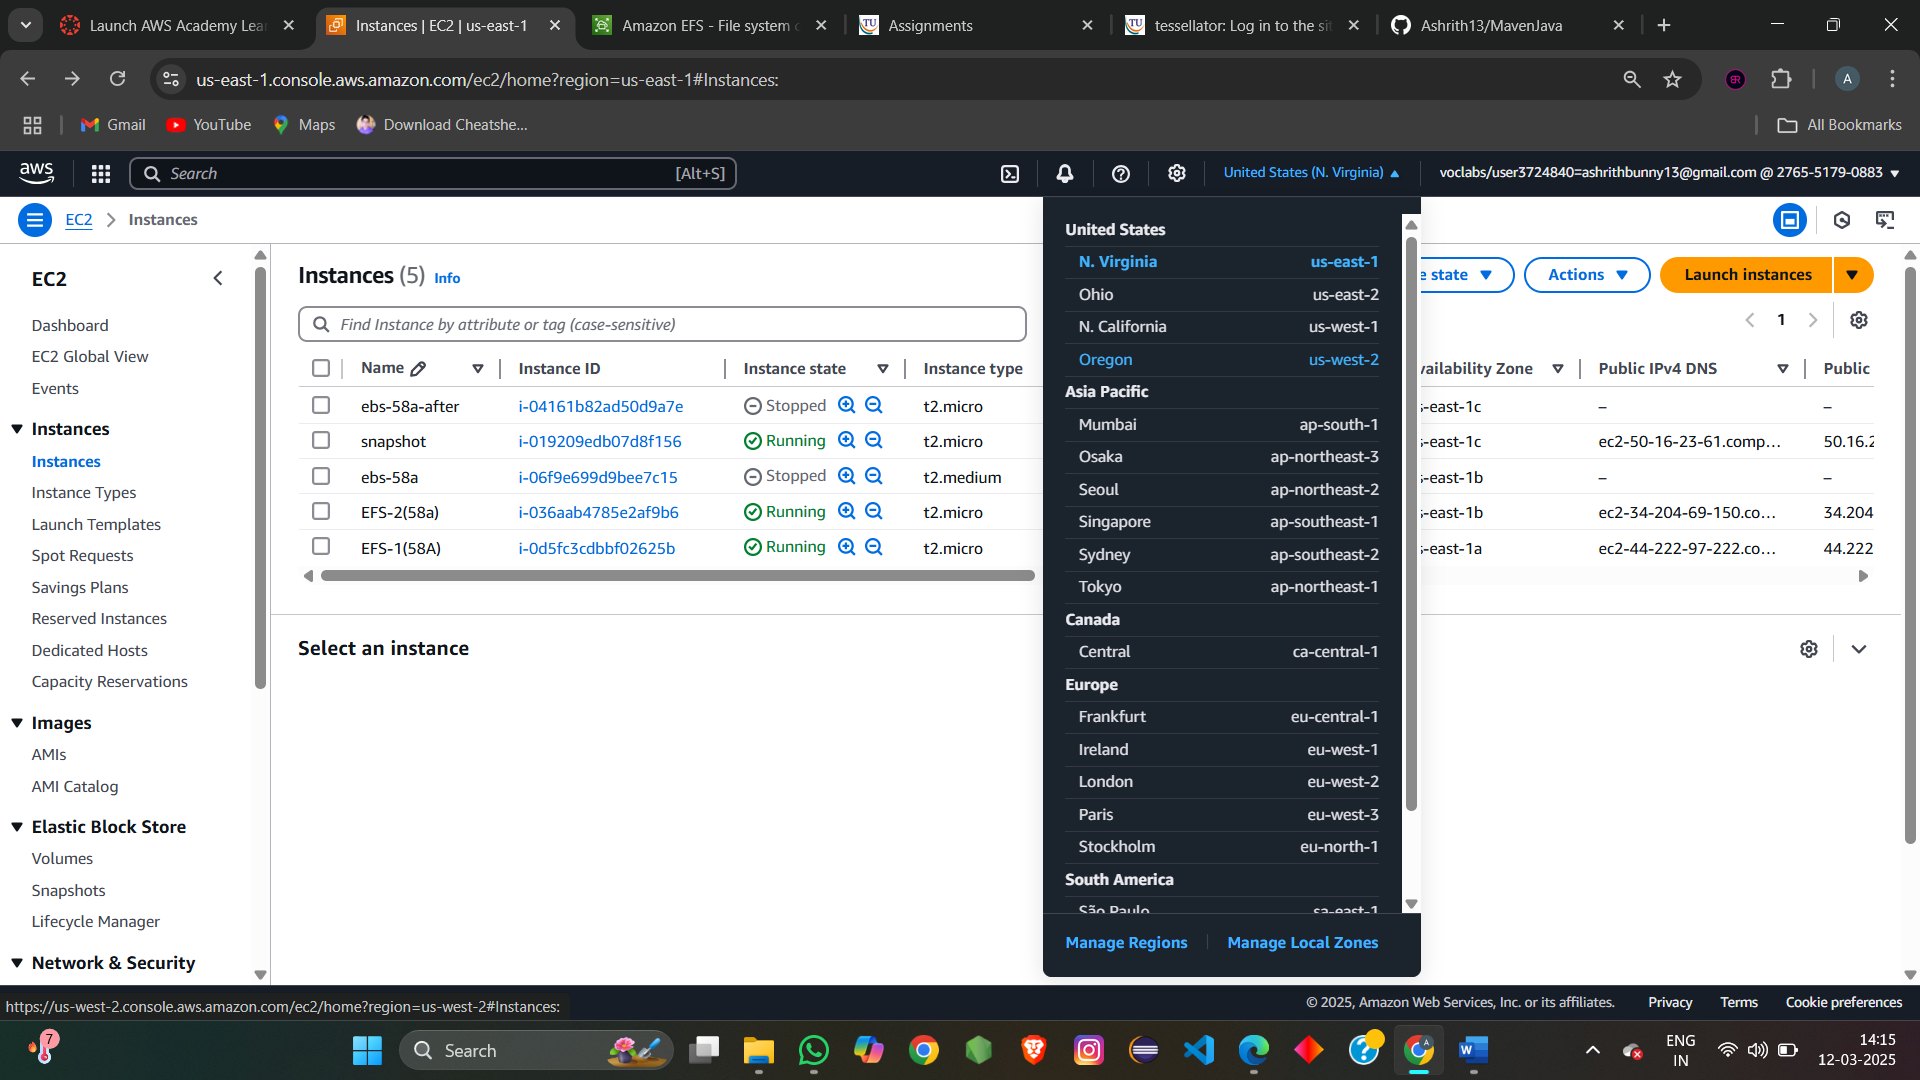 Launch AWS Academy Lea
Instances | EC2 | us-east-1
Amazon EFS - File system
Assignments
tessellator: Log in to the sit
Ashrith13/MavenJava
us-east-1.console.aws.amazon.com/ec2/home?region=us-east-1#Instances:
A
Gmail
YouTube
Maps
Download Cheatshe...
All Bookmarks
aws
Search
[Alt+S]
United States (N. Virginia)
voclabs/user3724840=ashrithbunny13@gmail.com @ 2765-5179-0883
EC2
Instances
EC2
Dashboard
EC2 Global View
Events
Instances
Instances
Instance Types
Launch Templates
Spot Requests
Savings Plans
Reserved Instances
Dedicated Hosts
Capacity Reservations
Images
AMIs
AMI Catalog
Elastic Block Store
Volumes
Snapshots
Lifecycle Manager
Network & Security
Instances (5) Info
e state
Actions
Launch instances
Find Instance by attribute or tag (case-sensitive)
1
Name Instance ID Instance state Instance type vailability Zone Public IPv4 DNS Public
ebs-58a-after i-04161b82ad50d9a7e Stopped t2.micro s-east-1c – –
snapshot i-019209edb07d8f156 Running t2.micro s-east-1c ec2-50-16-23-61.comp... 50.16.2
ebs-58a i-06f9e699d9bee7c15 Stopped t2.medium s-east-1b – –
EFS-2(58a) i-036aab4785e2af9b6 Running t2.micro s-east-1b ec2-34-204-69-150.co... 34.204
EFS-1(58A) i-0d5fc3cdbbf02625b Running t2.micro s-east-1a ec2-44-222-97-222.co... 44.222
Select an instance
United States
N. Virginia us-east-1
Ohio us-east-2
N. California us-west-1
Oregon us-west-2
Asia Pacific
Mumbai ap-south-1
Osaka ap-northeast-3
Seoul ap-northeast-2
Singapore ap-southeast-1
Sydney ap-southeast-2
Tokyo ap-northeast-1
Canada
Central ca-central-1
Europe
Frankfurt eu-central-1
Ireland eu-west-1
London eu-west-2
Paris eu-west-3
Stockholm eu-north-1
South America
São Paulo sa-east-1
Manage Regions
Manage Local Zones
https://us-west-2.console.aws.amazon.com/ec2/home?region=us-west-2#Instances:
© 2025, Amazon Web Services, Inc. or its affiliates.
Privacy
Terms
Cookie preferences
7
Search
ENG
IN
14:15
12-03-2025